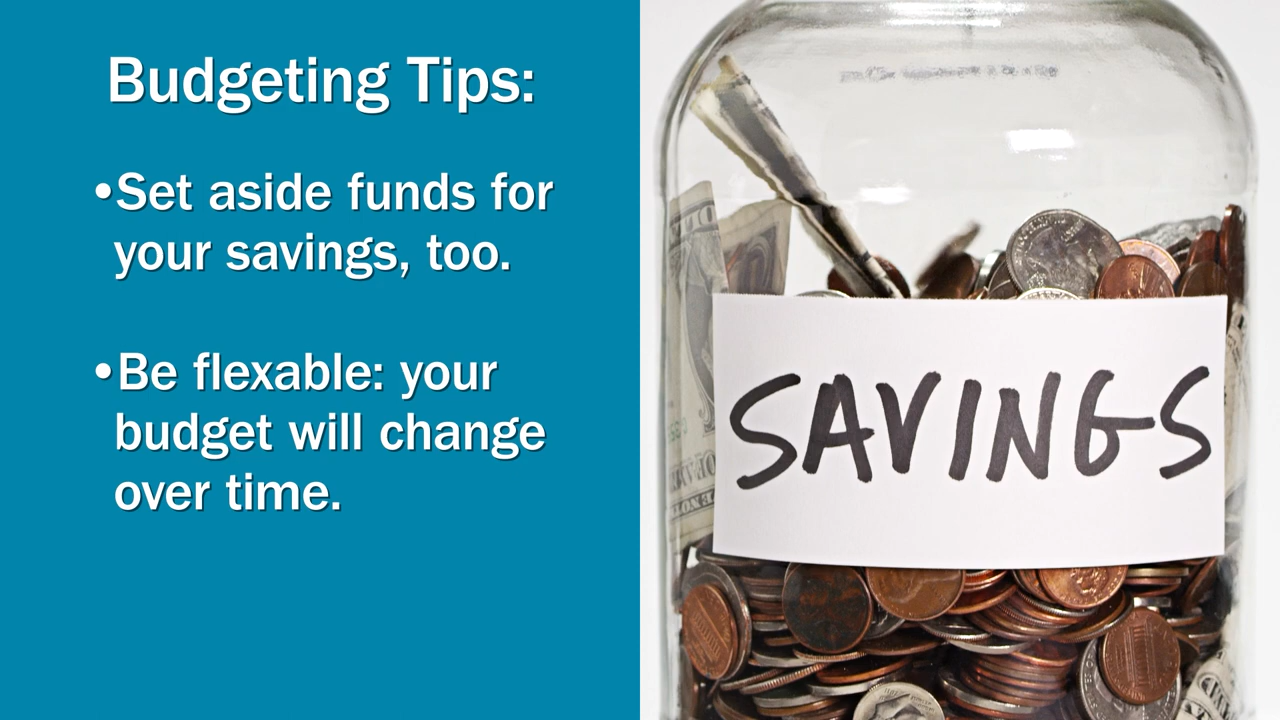 Budgeting Tips:
•Set aside funds for
your savings, too.
•Be flexable: your
budget will change
over time.
SAVINGS